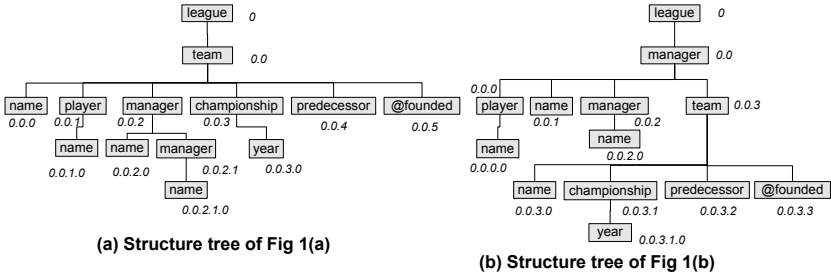 league 0
team 0.0
name player manager championship predecessor @founded
0.0.0 0.0.1 0.0.2 0.0.3 0.0.4 0.0.5
name name manager year
0.0.1.0 0.0.2.0 0.0.2.1 0.0.3.0
name
0.0.2.1.0
(a) Structure tree of Fig 1(a)
league 0
manager 0.0
0.0.0
player name manager team 0.0.3
0.0.1 0.0.2
name name
0.0.0.0 0.0.2.0
name championship predecessor @founded
0.0.3.0 0.0.3.1 0.0.3.2 0.0.3.3
year
0.0.3.1.0
(b) Structure tree of Fig 1(b)